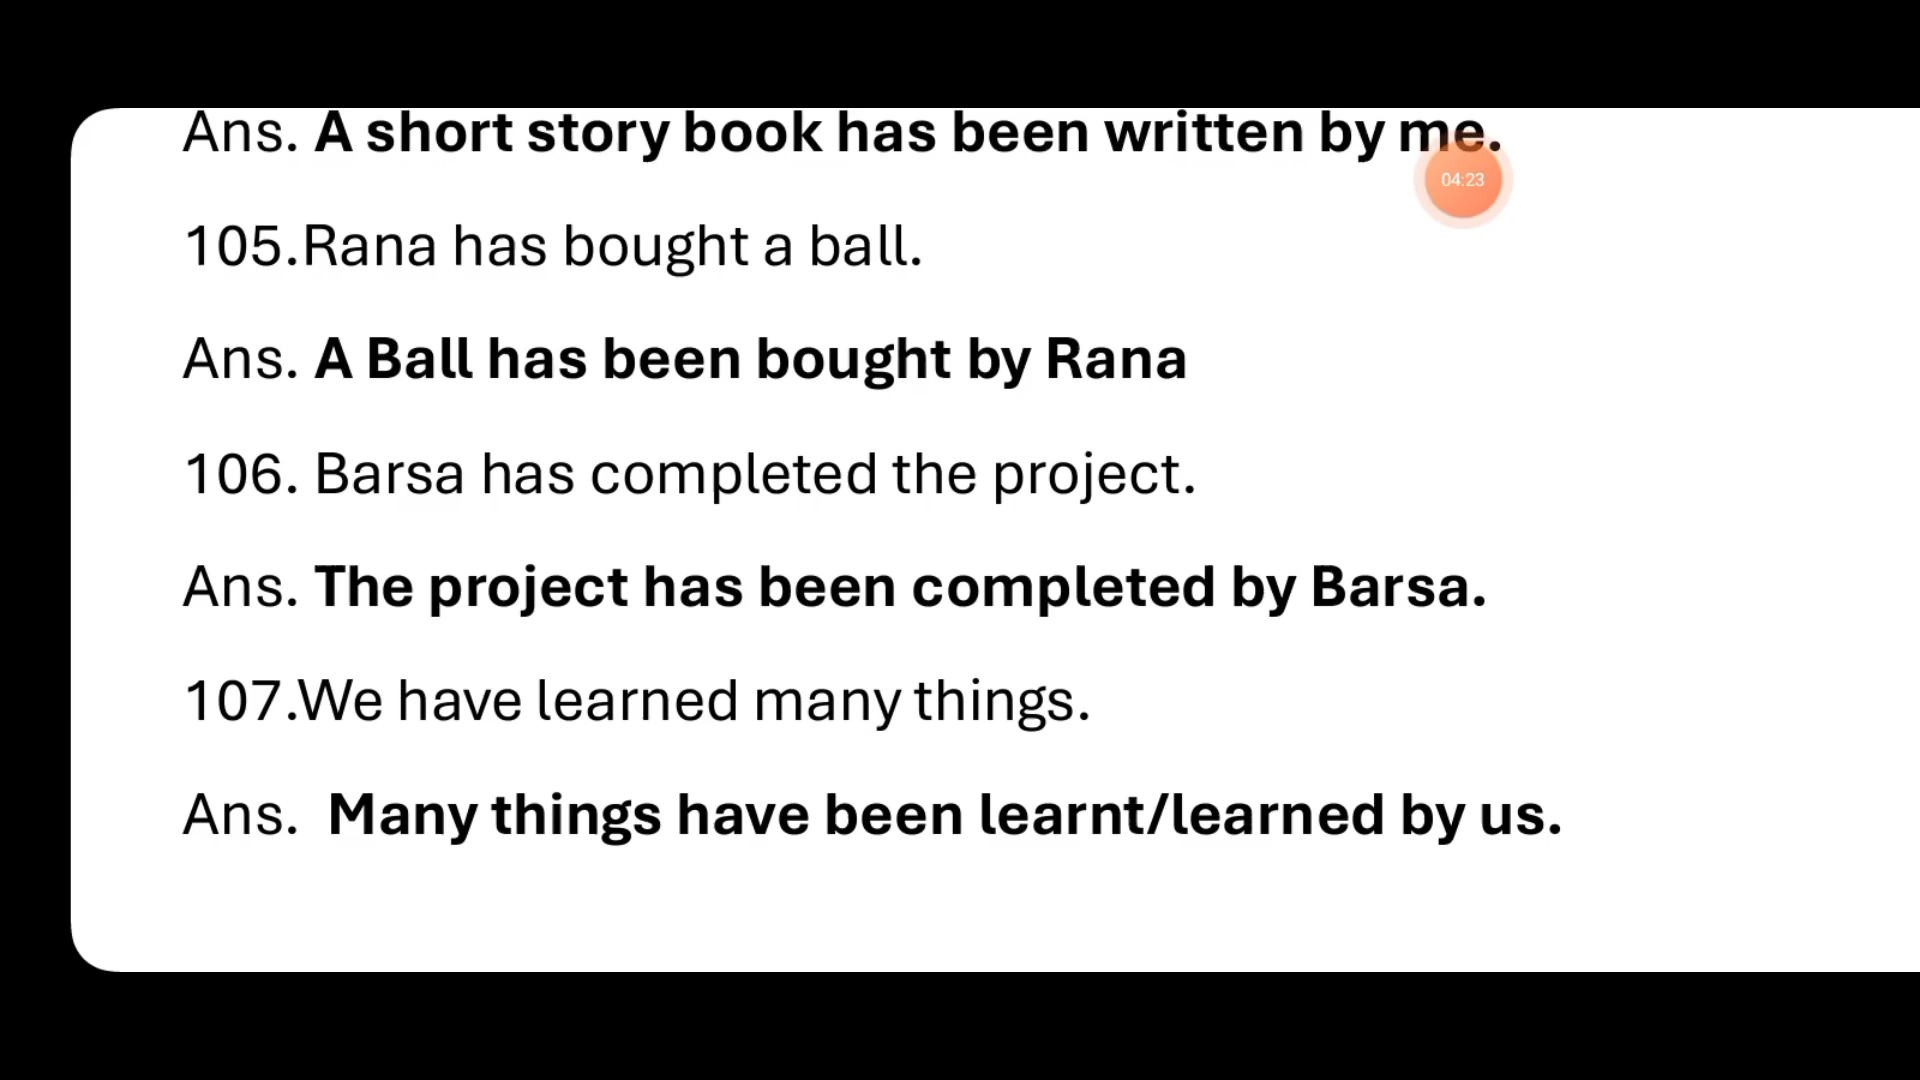 Ans. A short story book has been written by me.
04:23
105.Rana has bought a ball.
Ans. A Ball has been bought by Rana
106. Barsa has completed the project.
Ans. The project has been completed by Barsa.
107.We have learned many things.
Ans. Many things have been learnt/learned by us.